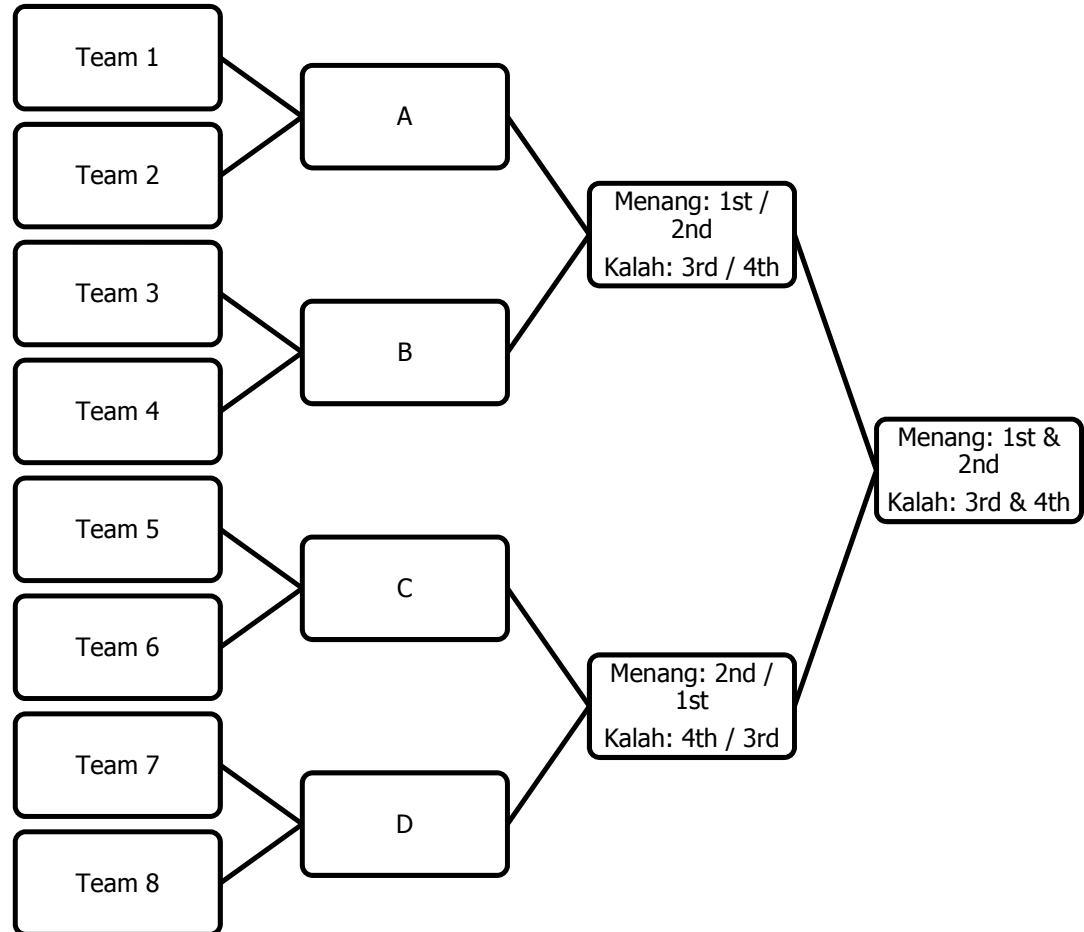 Team 1
Team 2
A
Team 3
Team 4
B
Menang: 1st /
2nd
Kalah: 3rd / 4th
Team 5
Team 6
C
Team 7
Team 8
D
Menang: 2nd /
1st
Kalah: 4th / 3rd
Menang: 1st &
2nd
Kalah: 3rd & 4th